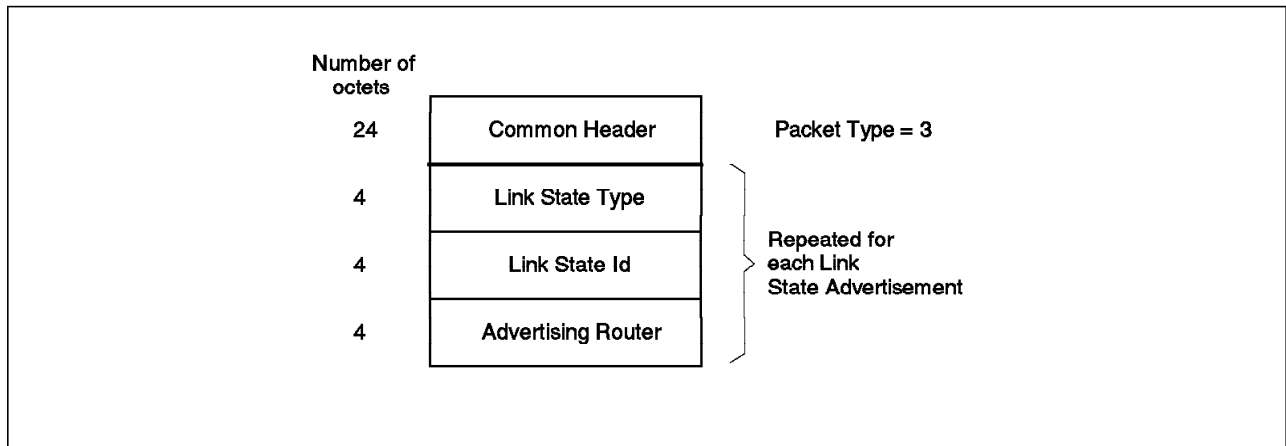 Number of
octets
24 Common Header Packet Type = 3
4 Link State Type
4 Link State Id
4 Advertising Router
Repeated for
each Link
State Advertisement